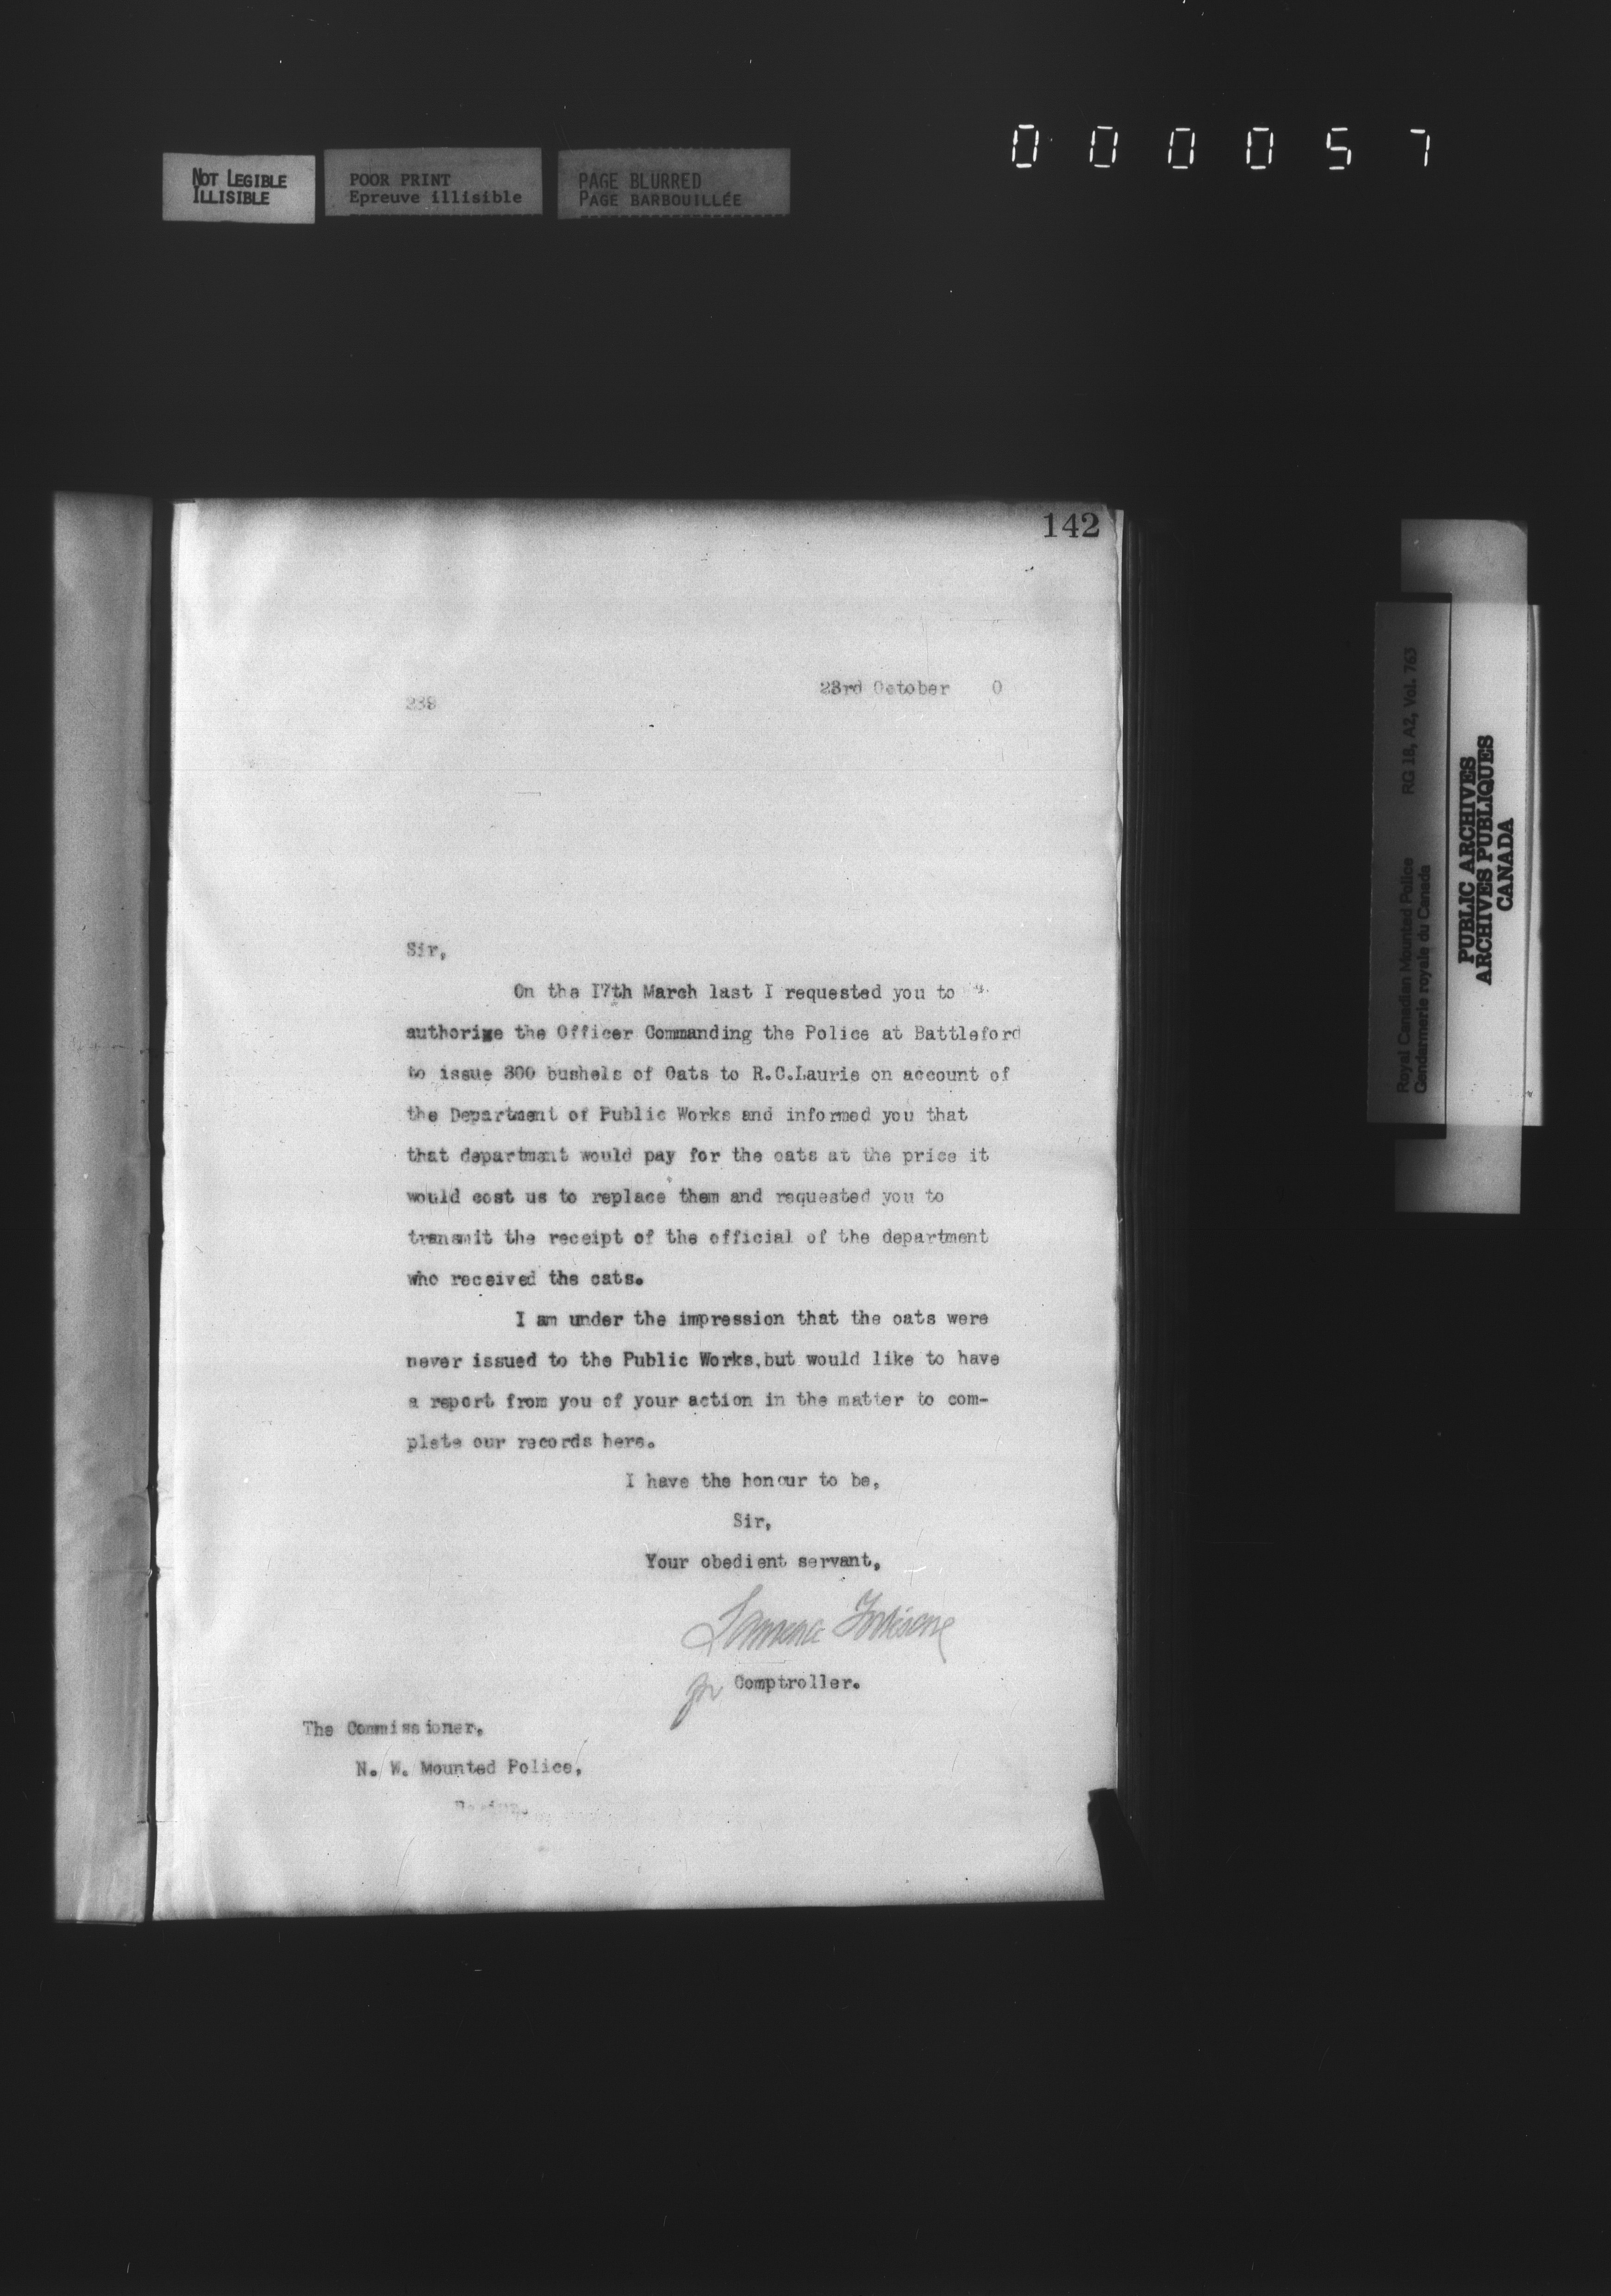 000057
NOT LEGIBLE
ILLISIBLE
POOR PRINT
Epreuve illisible
PAGE BLURRED
PAGE BARBOUILLÉE
142
23rd October 0
239
Sir,
On the 17th March last I requested you to
authorize the Officer Commanding the Police at Battleford
to issue 300 bushels of Oats to R.C.Laurie on account of
the Department of Public Works and informed you that
that department would pay for the oats at the price it
would cost us to replace them and requested you to
transmit the receipt of the official of the department
who received the oats.
I am under the impression that the oats were
never issued to the Public Works,but would like to have
a report from you of your action in the matter to com-
plete our records here.
I have the honour to be,
Sir,
Your obedient servant,
Laurence Fortescue
for Comptroller.
The Commissioner,
N. W. Mounted Police,
Royal Canadian Mounted Police RG 18, A2, Vol. 763
Gendarmerie royale du Canada
PUBLIC ARCHIVES
ARCHIVES PUBLIQUES
CANADA